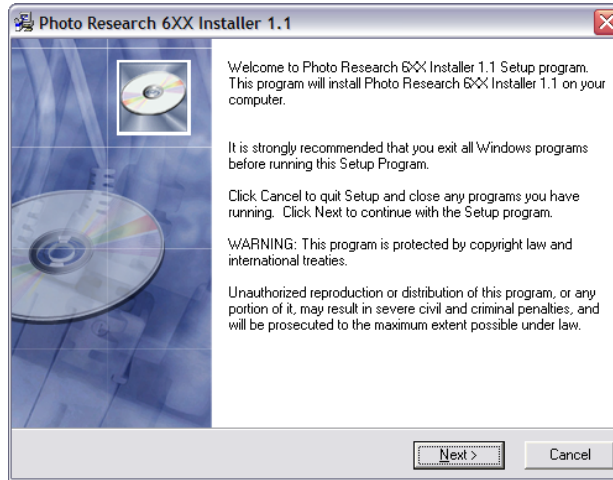 Photo Research 6XX Installer 1.1
Welcome to Photo Research 6XX Installer 1.1 Setup program.
This program will install Photo Research 6XX Installer 1.1 on your
computer.
It is strongly recommended that you exit all Windows programs
before running this Setup Program.
Click Cancel to quit Setup and close any programs you have
running. Click Next to continue with the Setup program.
WARNING: This program is protected by copyright law and
international treaties.
Unauthorized reproduction or distribution of this program, or any
portion of it, may result in severe civil and criminal penalties, and
will be prosecuted to the maximum extent possible under law.
Next >
Cancel